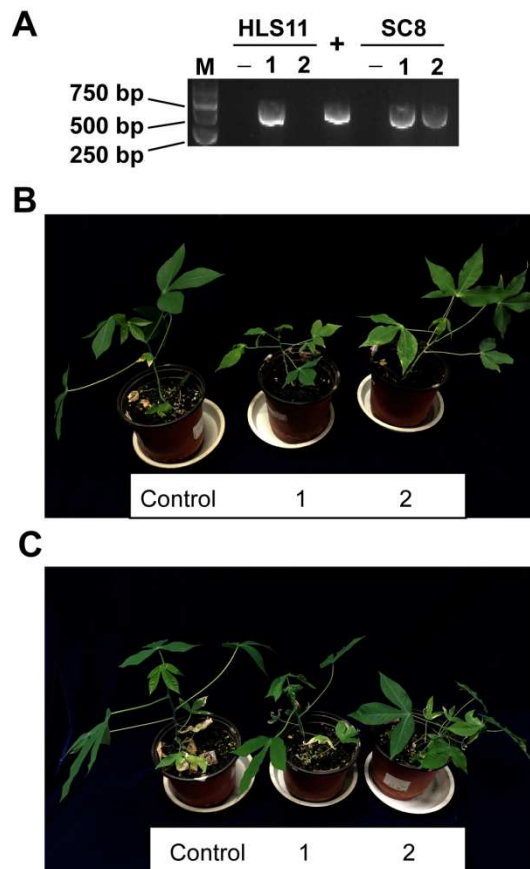 A
HLS11 + SC8
M – 1 2 – 1 2
750 bp
500 bp
250 bp
B
Control 1 2
C
Control 1 2